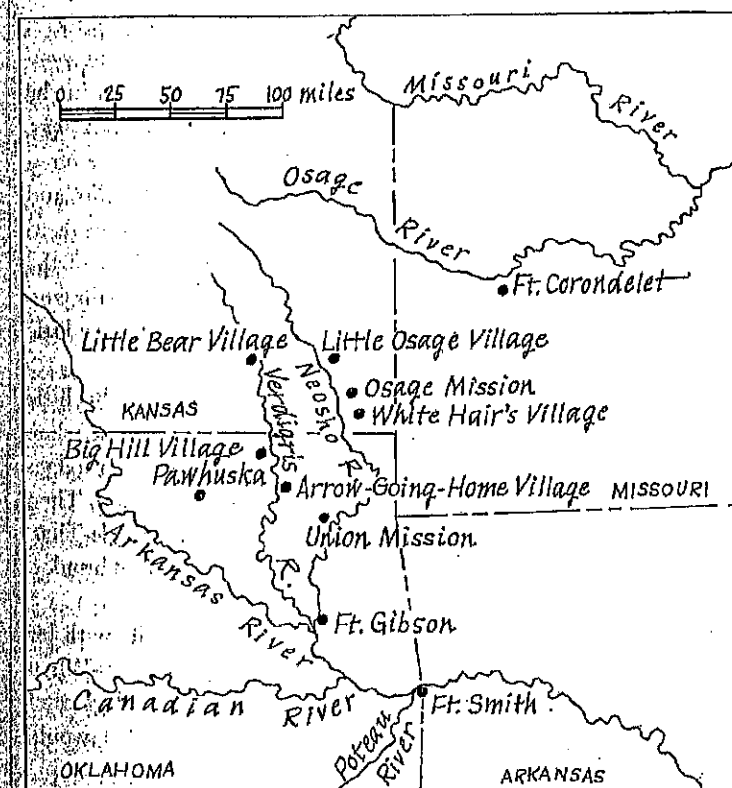 Missouri River
0 25 50 75 100 miles
Osage River
Ft. Corondelet
Little Bear Village
Little Osage Village
Neosho R.
Verdigris R.
Osage Mission
White Hair's Village
KANSAS
Big Hill Village
Pawhuska
Arrow-Going-Home Village
MISSOURI
Union Mission
Arkansas River
Ft. Gibson
Canadian River
Ft. Smith
Poteau River
OKLAHOMA
ARKANSAS